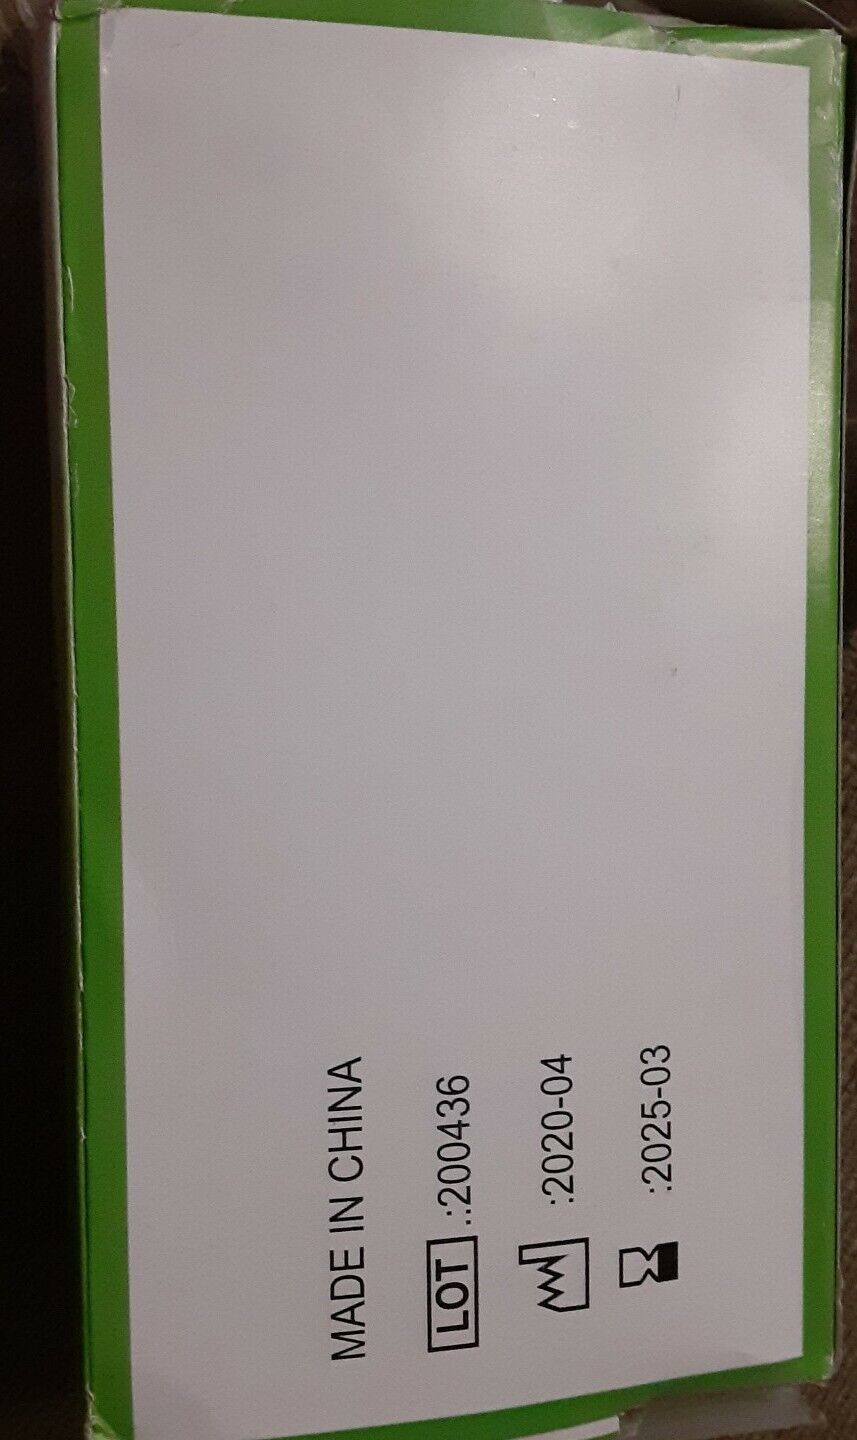 MADE IN CHINA
LOT .:200436
:2020-04
:2025-03